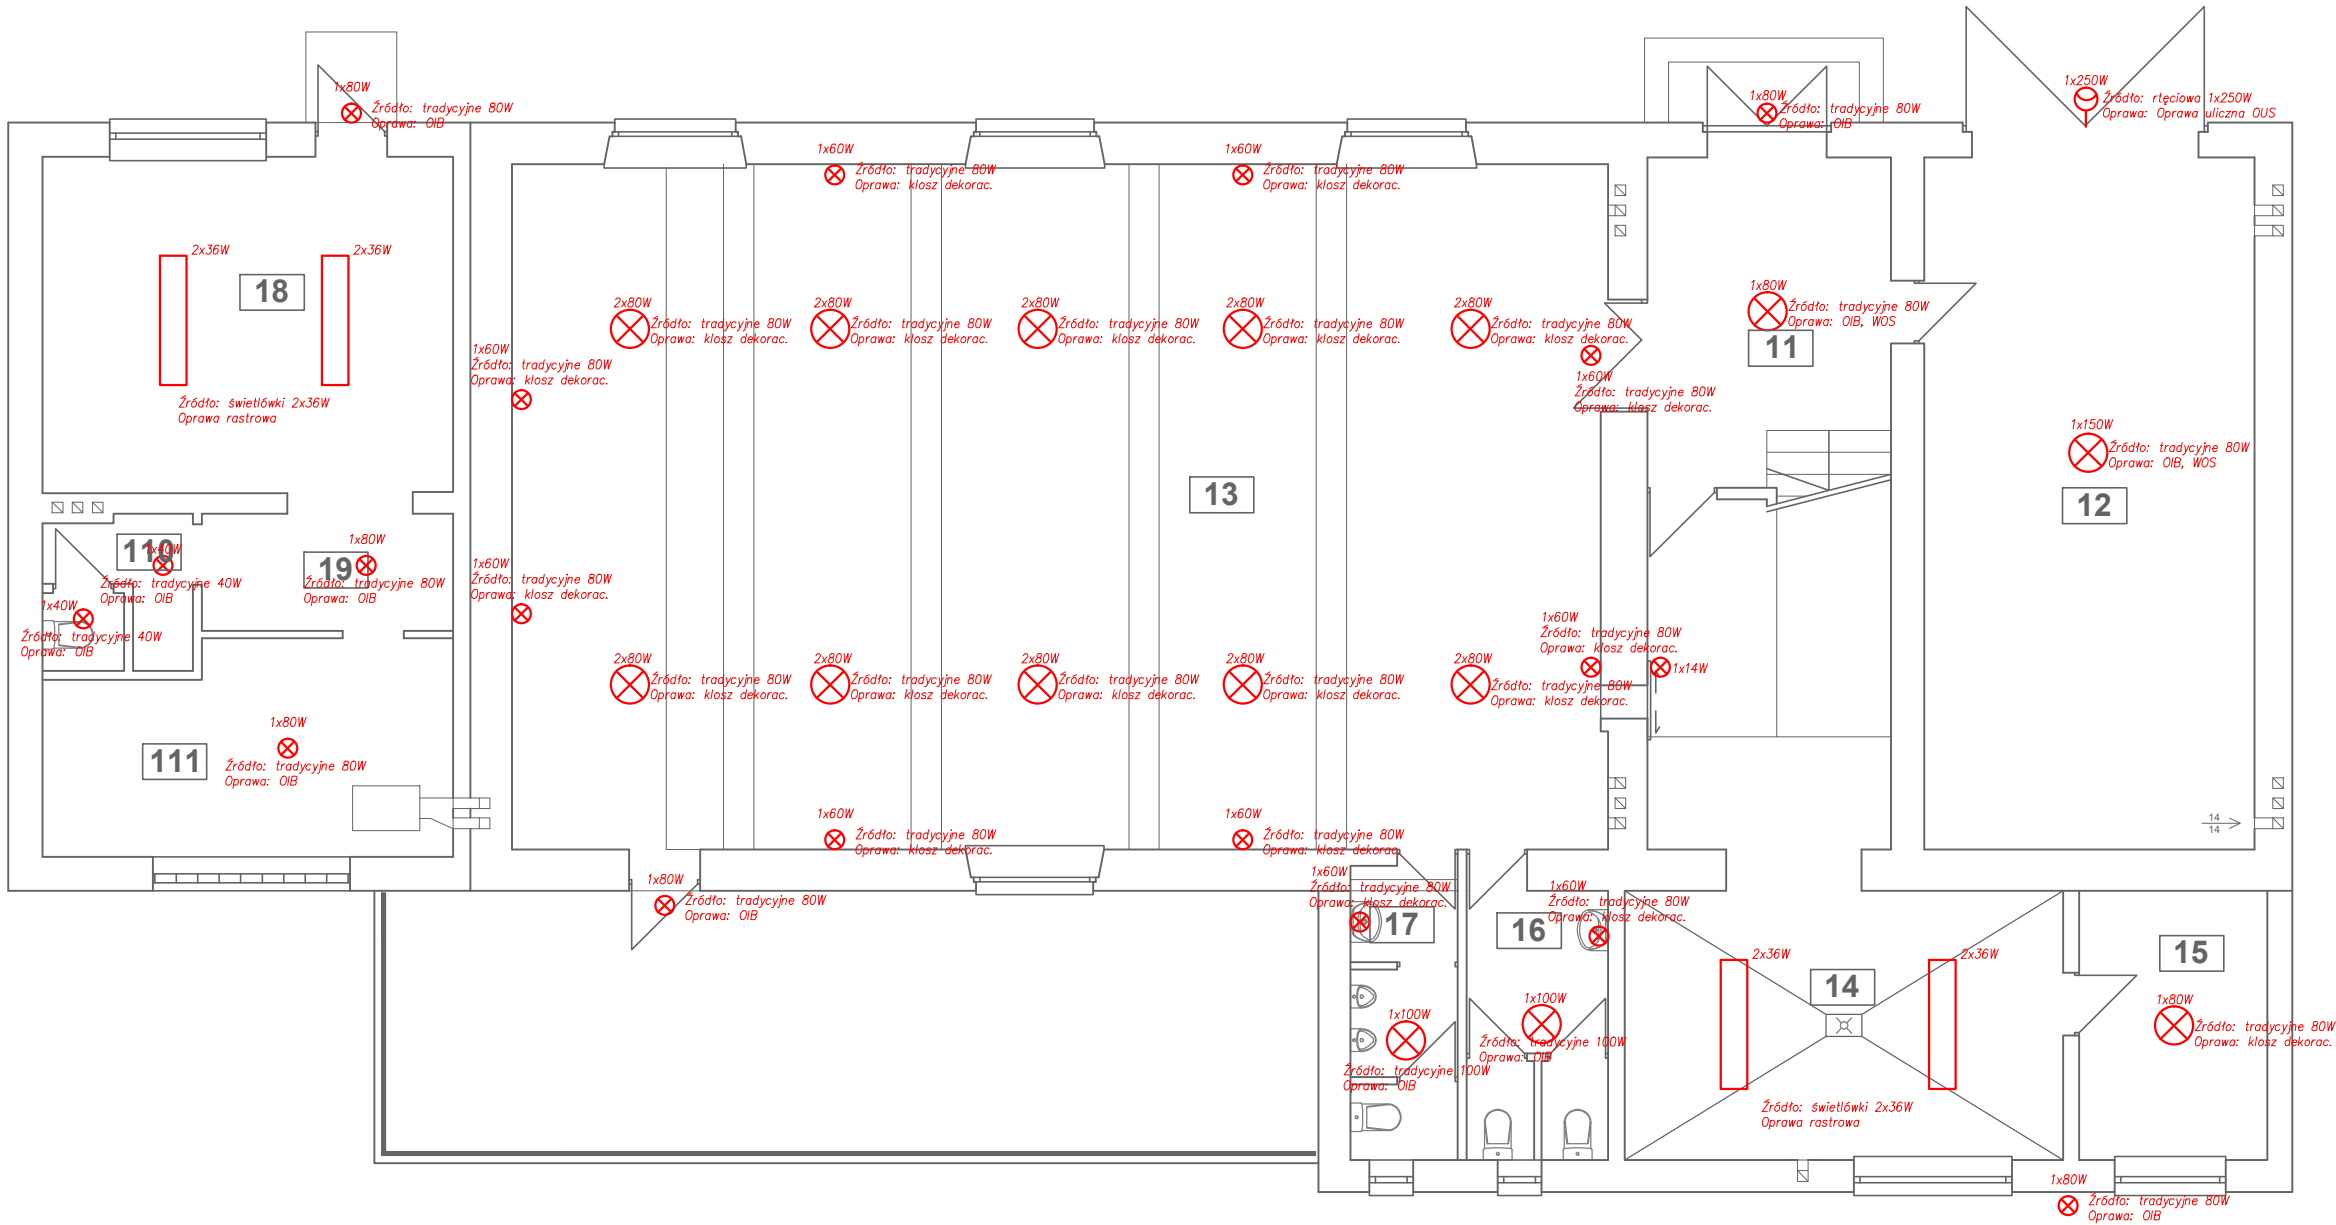 1x80W
Źródło: tradycyjne 80W
Oprawa: OIB
1x80W
Źródło: tradycyjne 80W
Oprawa: OIB
1x250W
Źródło: rtęciowa 1x250W
Oprawa: Oprawa uliczna OUS
1x60W
Źródło: tradycyjne 80W
Oprawa: klosz dekorac.
1x60W
Źródło: tradycyjne 80W
Oprawa: klosz dekorac.
2x36W
2x36W
18
Źródło: świetlówki 2x36W
Oprawa rastrowa
2x80W
Źródło: tradycyjne 80W
Oprawa: klosz dekorac.
2x80W
Źródło: tradycyjne 80W
Oprawa: klosz dekorac.
2x80W
Źródło: tradycyjne 80W
Oprawa: klosz dekorac.
2x80W
Źródło: tradycyjne 80W
Oprawa: klosz dekorac.
2x80W
Źródło: tradycyjne 80W
Oprawa: klosz dekorac.
1x80W
Źródło: tradycyjne 80W
Oprawa: OIB, WOS
11
1x60W
Źródło: tradycyjne 80W
Oprawa: klosz dekorac.
1x60W
Źródło: tradycyjne 80W
Oprawa: klosz dekorac.
1x150W
Źródło: tradycyjne 80W
Oprawa: OIB, WOS
12
13
110
1x40W
Źródło: tradycyjne 40W
Oprawa: OIB
1x80W
19
Źródło: tradycyjne 80W
Oprawa: OIB
1x40W
Źródło: tradycyjne 40W
Oprawa: OIB
1x60W
Źródło: tradycyjne 80W
Oprawa: klosz dekorac.
1x60W
Źródło: tradycyjne 80W
Oprawa: klosz dekorac.
1x14W
2x80W
Źródło: tradycyjne 80W
Oprawa: klosz dekorac.
2x80W
Źródło: tradycyjne 80W
Oprawa: klosz dekorac.
2x80W
Źródło: tradycyjne 80W
Oprawa: klosz dekorac.
2x80W
Źródło: tradycyjne 80W
Oprawa: klosz dekorac.
2x80W
Źródło: tradycyjne 80W
Oprawa: klosz dekorac.
1x80W
111
Źródło: tradycyjne 80W
Oprawa: OIB
1x60W
Źródło: tradycyjne 80W
Oprawa: klosz dekorac.
1x60W
Źródło: tradycyjne 80W
Oprawa: klosz dekorac.
14
14
1x80W
Źródło: tradycyjne 80W
Oprawa: OIB
1x60W
Źródło: tradycyjne 80W
Oprawa: klosz dekorac.
17
1x60W
Źródło: tradycyjne 80W
Oprawa: klosz dekorac.
16
2x36W
2x36W
14
15
1x100W
Źródło: tradycyjne 100W
Oprawa: OIB
1x100W
Źródło: tradycyjne 100W
Oprawa: OIB
1x80W
Źródło: tradycyjne 80W
Oprawa: klosz dekorac.
Źródło: świetlówki 2x36W
Oprawa rastrowa
1x80W
Źródło: tradycyjne 80W
Oprawa: OIB